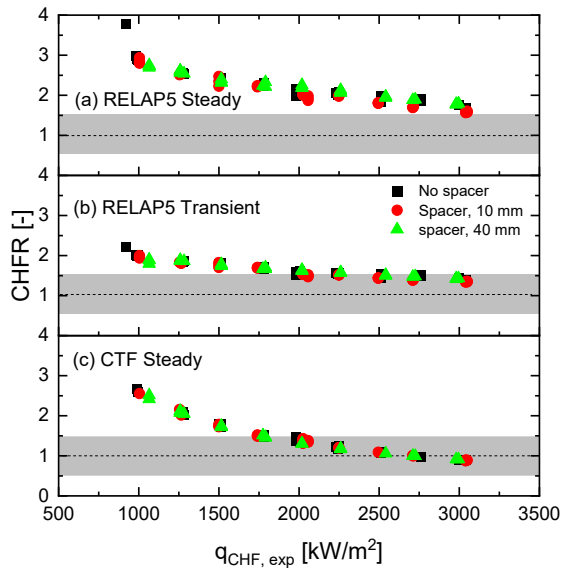 4
3
2
(a) RELAP5 Steady
1
4
No spacer
(b) RELAP5 Transient
3
Spacer, 10 mm
spacer, 40 mm
2
CHFR [-]
1
4
(c) CTF Steady
3
2
1
0
500 1000 1500 2000 2500 3000 3500
qCHF, exp [kW/m²]